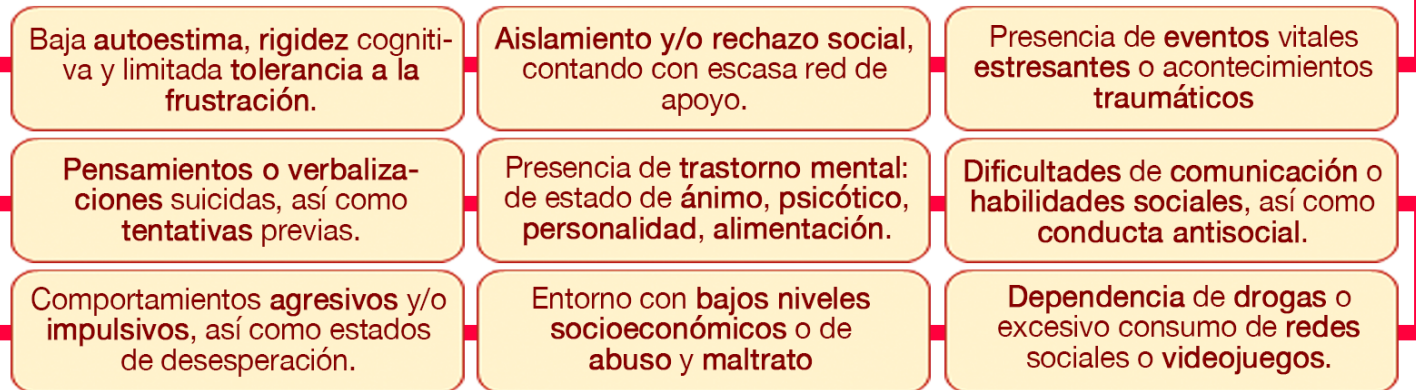 Baja autoestima, rigidez cogniti-
va y limitada tolerancia a la
frustración.
Aislamiento y/o rechazo social,
contando con escasa red de
apoyo.
Presencia de eventos vitales
estresantes o acontecimientos
traumáticos
Pensamientos o verbaliza-
ciones suicidas, así como
tentativas previas.
Presencia de trastorno mental:
de estado de ánimo, psicótico,
personalidad, alimentación.
Dificultades de comunicación o
habilidades sociales, así como
conducta antisocial.
Comportamientos agresivos y/o
impulsivos, así como estados
de desesperación.
Entorno con bajos niveles
socioeconómicos o de
abuso y maltrato
Dependencia de drogas o
excesivo consumo de redes
sociales o videojuegos.